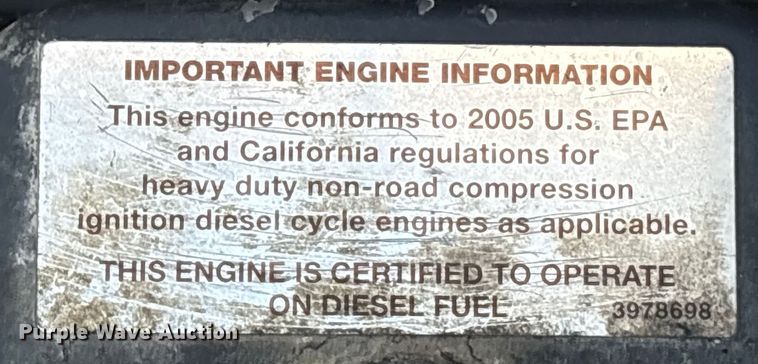 IMPORTANT ENGINE INFORMATION
This engine conforms to 2005 U.S. EPA
and California regulations for
heavy duty non-road compression
ignition diesel cycle engines as applicable.
THIS ENGINE IS CERTIFIED TO OPERATE
ON DIESEL FUEL 3978698
Purple Wave Auction